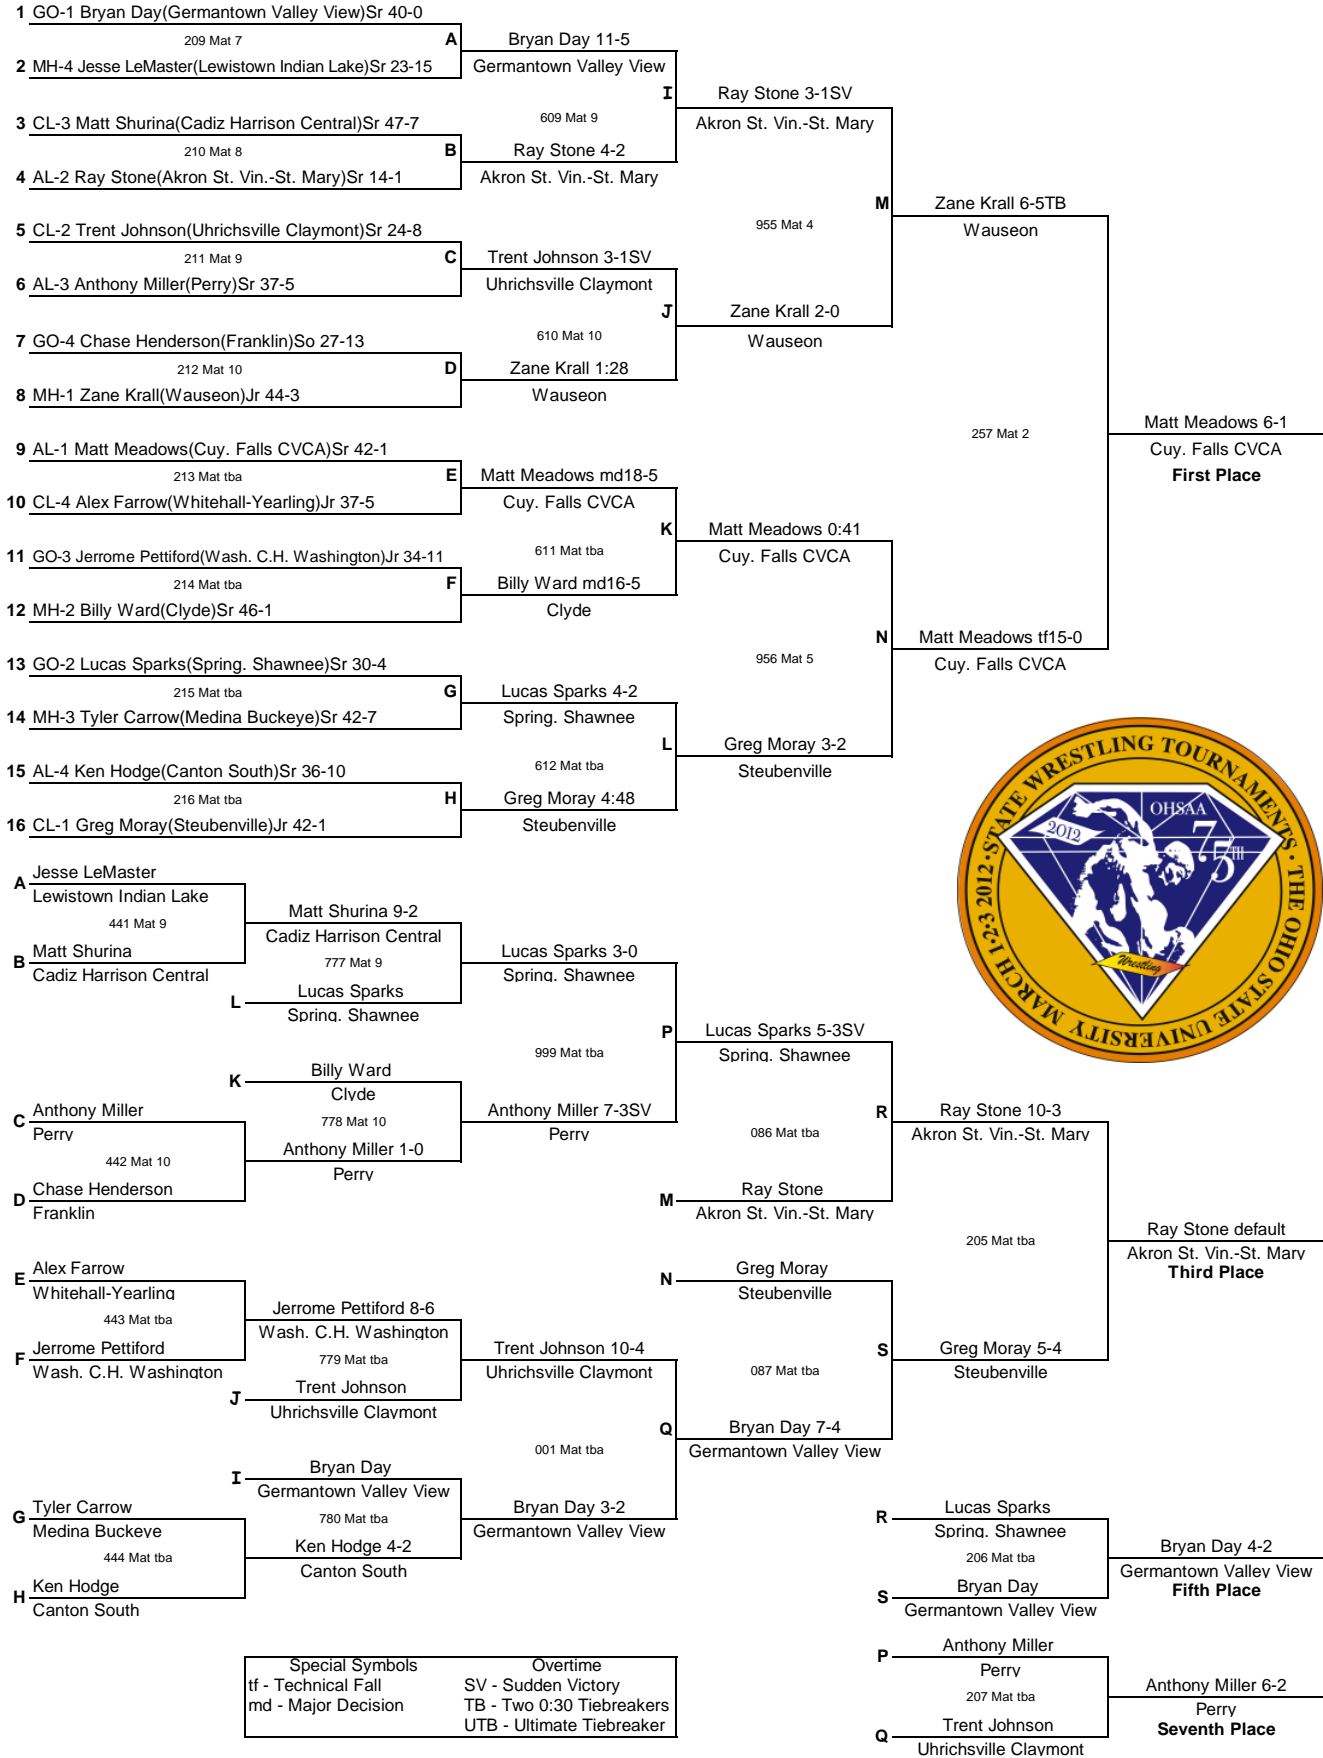 1 GO-1 Bryan Day(Germantown Valley View)Sr 40-0
209 Mat 7
A
2 MH-4 Jesse LeMaster(Lewistown Indian Lake)Sr 23-15
Bryan Day 11-5
Germantown Valley View
I
609 Mat 9
3 CL-3 Matt Shurina(Cadiz Harrison Central)Sr 47-7
210 Mat 8
B
4 AL-2 Ray Stone(Akron St. Vin.-St. Mary)Sr 14-1
Ray Stone 4-2
Akron St. Vin.-St. Mary
Ray Stone 3-1SV
Akron St. Vin.-St. Mary
M
955 Mat 4
5 CL-2 Trent Johnson(Uhrichsville Claymont)Sr 24-8
211 Mat 9
C
6 AL-3 Anthony Miller(Perry)Sr 37-5
Trent Johnson 3-1SV
Uhrichsville Claymont
J
610 Mat 10
7 GO-4 Chase Henderson(Franklin)So 27-13
212 Mat 10
D
8 MH-1 Zane Krall(Wauseon)Jr 44-3
Zane Krall 1:28
Wauseon
Zane Krall 2-0
Wauseon
Zane Krall 6-5TB
Wauseon
257 Mat 2
9 AL-1 Matt Meadows(Cuy. Falls CVCA)Sr 42-1
213 Mat tba
E
10 CL-4 Alex Farrow(Whitehall-Yearling)Jr 37-5
Matt Meadows md18-5
Cuy. Falls CVCA
K
611 Mat tba
11 GO-3 Jerrome Pettiford(Wash. C.H. Washington)Jr 34-11
214 Mat tba
F
12 MH-2 Billy Ward(Clyde)Sr 46-1
Billy Ward md16-5
Clyde
Matt Meadows 0:41
Cuy. Falls CVCA
N
956 Mat 5
13 GO-2 Lucas Sparks(Spring. Shawnee)Sr 30-4
215 Mat tba
G
14 MH-3 Tyler Carrow(Medina Buckeye)Sr 42-7
Lucas Sparks 4-2
Spring. Shawnee
L
612 Mat tba
15 AL-4 Ken Hodge(Canton South)Sr 36-10
216 Mat tba
H
16 CL-1 Greg Moray(Steubenville)Jr 42-1
Greg Moray 4:48
Steubenville
Greg Moray 3-2
Steubenville
Matt Meadows tf15-0
Cuy. Falls CVCA
Matt Meadows 6-1
Cuy. Falls CVCA
First Place
STATE WRESTLING TOURNAMENTS · THE OHIO STATE UNIVERSITY MARCH 1-2-3 2012 ·
OHSAA
2012
75TH
Wrestling
A Jesse LeMaster
Lewistown Indian Lake
441 Mat 9
B Matt Shurina
Cadiz Harrison Central
Matt Shurina 9-2
Cadiz Harrison Central
777 Mat 9
L Lucas Sparks
Spring. Shawnee
Lucas Sparks 3-0
Spring. Shawnee
P
999 Mat tba
K Billy Ward
Clyde
778 Mat 10
C Anthony Miller
Perry
442 Mat 10
D Chase Henderson
Franklin
Anthony Miller 1-0
Perry
Anthony Miller 7-3SV
Perry
Lucas Sparks 5-3SV
Spring. Shawnee
R
086 Mat tba
M Ray Stone
Akron St. Vin.-St. Mary
Ray Stone 10-3
Akron St. Vin.-St. Mary
205 Mat tba
E Alex Farrow
Whitehall-Yearling
443 Mat tba
F Jerrome Pettiford
Wash. C.H. Washington
Jerrome Pettiford 8-6
Wash. C.H. Washington
779 Mat tba
J Trent Johnson
Uhrichsville Claymont
Trent Johnson 10-4
Uhrichsville Claymont
Q
001 Mat tba
I Bryan Day
Germantown Valley View
780 Mat tba
G Tyler Carrow
Medina Buckeye
444 Mat tba
H Ken Hodge
Canton South
Ken Hodge 4-2
Canton South
Bryan Day 3-2
Germantown Valley View
N Greg Moray
Steubenville
S
087 Mat tba
Bryan Day 7-4
Germantown Valley View
Greg Moray 5-4
Steubenville
Ray Stone default
Akron St. Vin.-St. Mary
Third Place
R Lucas Sparks
Spring. Shawnee
206 Mat tba
S Bryan Day
Germantown Valley View
Bryan Day 4-2
Germantown Valley View
Fifth Place
P Anthony Miller
Perry
207 Mat tba
Q Trent Johnson
Uhrichsville Claymont
Anthony Miller 6-2
Perry
Seventh Place
Special Symbols
tf - Technical Fall
md - Major Decision
Overtime
SV - Sudden Victory
TB - Two 0:30 Tiebreakers
UTB - Ultimate Tiebreaker